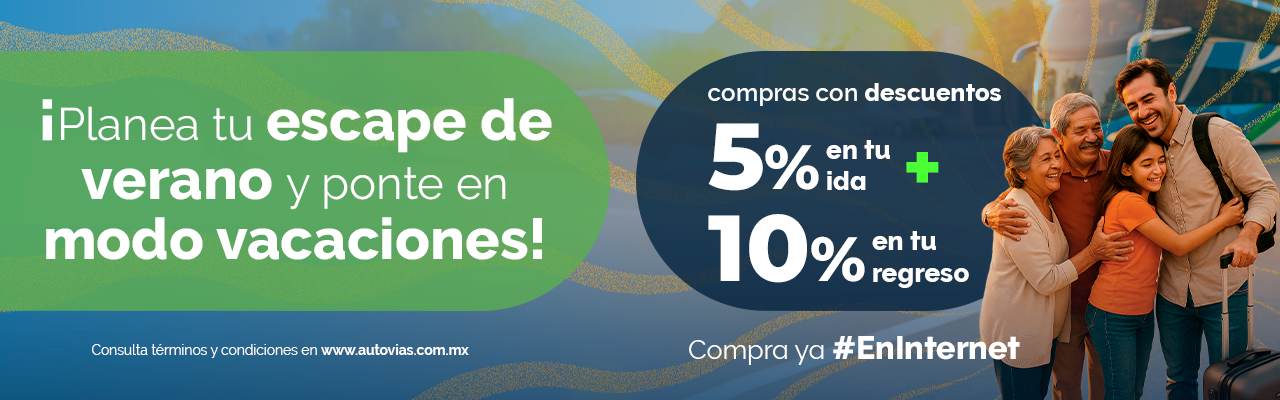 ¡Planea tu escape de
verano y ponte en
modo vacaciones!
Consulta términos y condiciones en www.autovias.com.mx
compras con descuentos
5% en tu ida +
10% en tu regreso
Compra ya #EnInternet